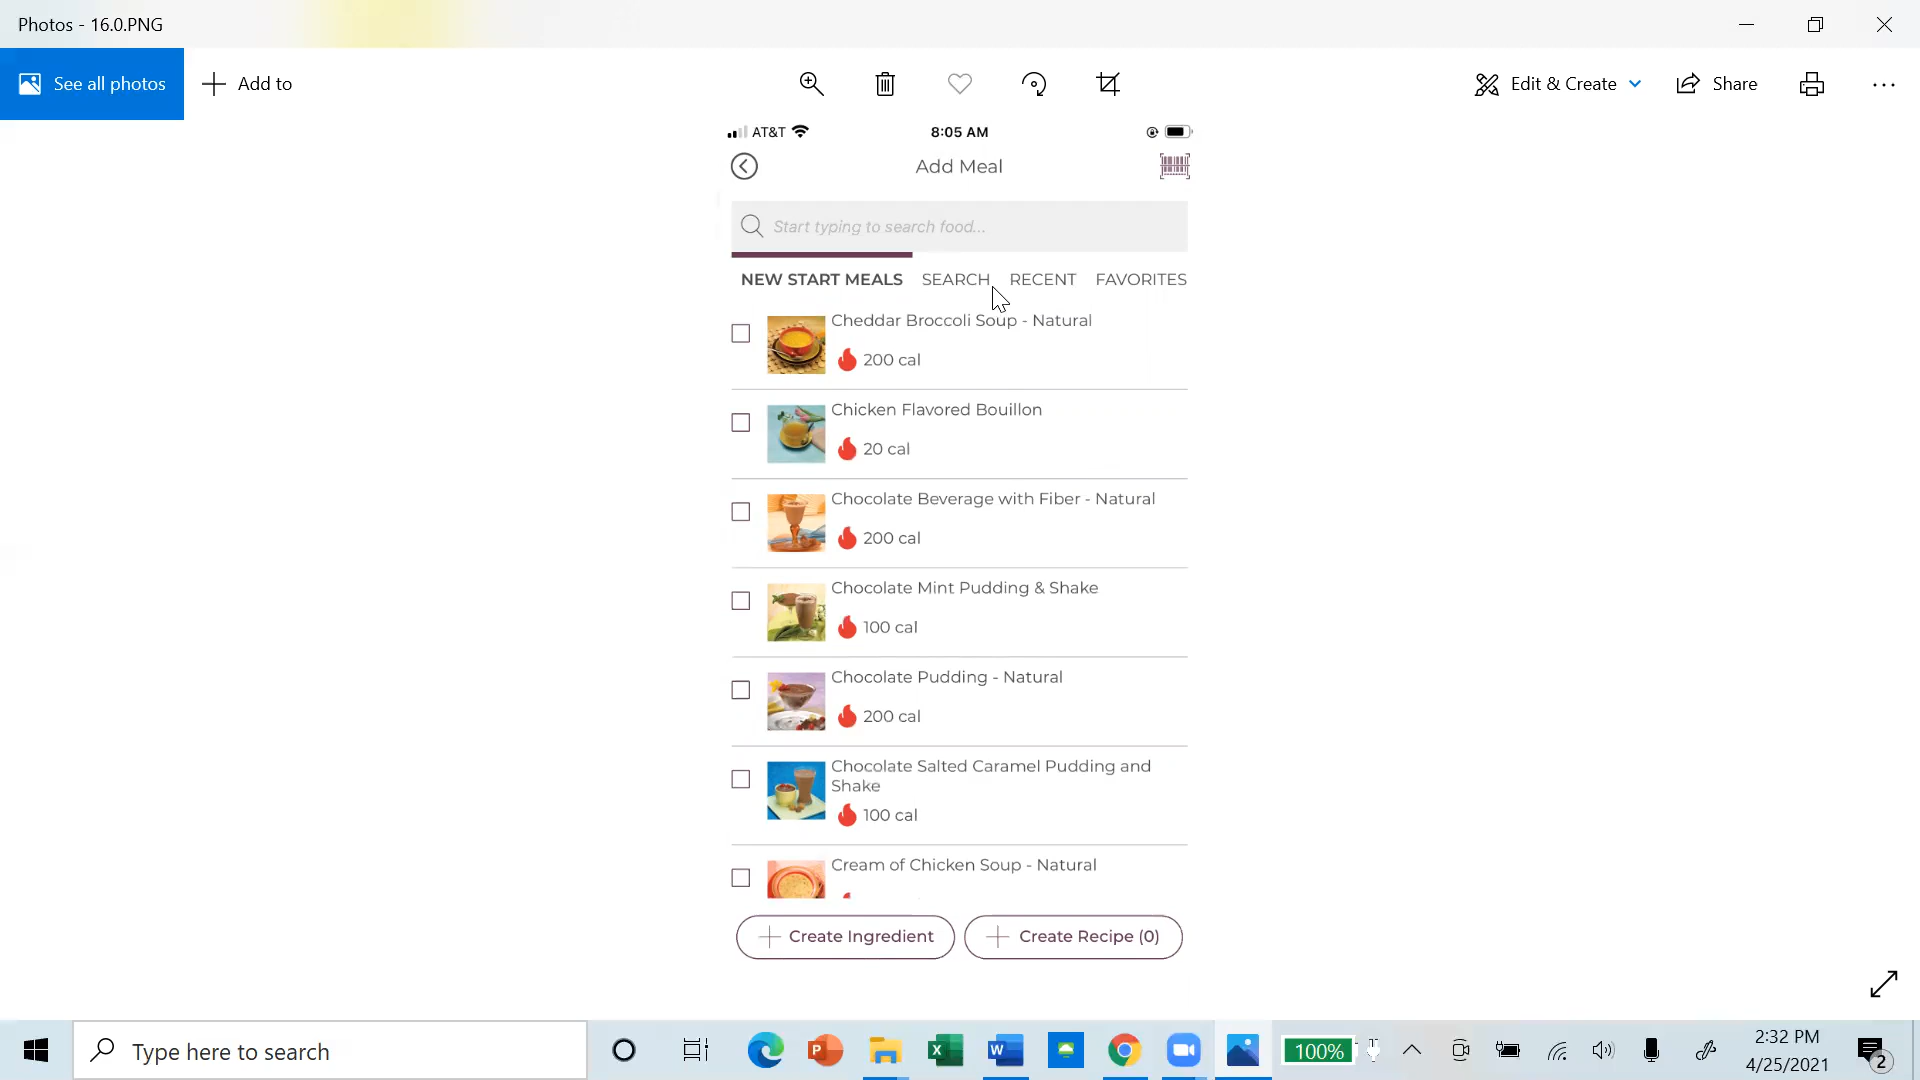 Photos - 16.0.PNG
See all photos
Add to
Edit & Create
Share
AT&T
8:05 AM
Add Meal
Start typing to search food...
NEW START MEALS SEARCH RECENT FAVORITES
Cheddar Broccoli Soup - Natural
200 cal
Chicken Flavored Bouillon
20 cal
Chocolate Beverage with Fiber - Natural
200 cal
Chocolate Mint Pudding & Shake
100 cal
Chocolate Pudding - Natural
200 cal
Chocolate Salted Caramel Pudding and
Shake
100 cal
Cream of Chicken Soup - Natural
Create Ingredient
Create Recipe (0)
Type here to search
100%
2:32 PM
4/25/2021
2